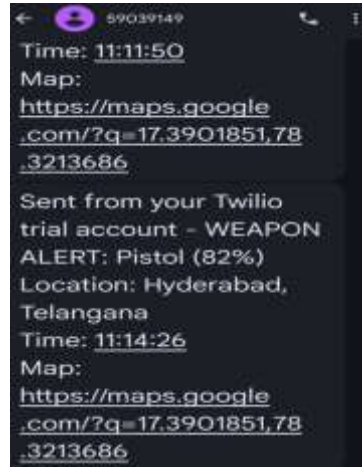 59039149
Time: 11:11:50
Map:
https://maps.google
.com/?q=17.3901851,78
.3213686
Sent from your Twilio
trial account - WEAPON
ALERT: Pistol (82%)
Location: Hyderabad,
Telangana
Time: 11:14:26
Map:
https://maps.google
.com/?q=17.3901851,78
.3213686